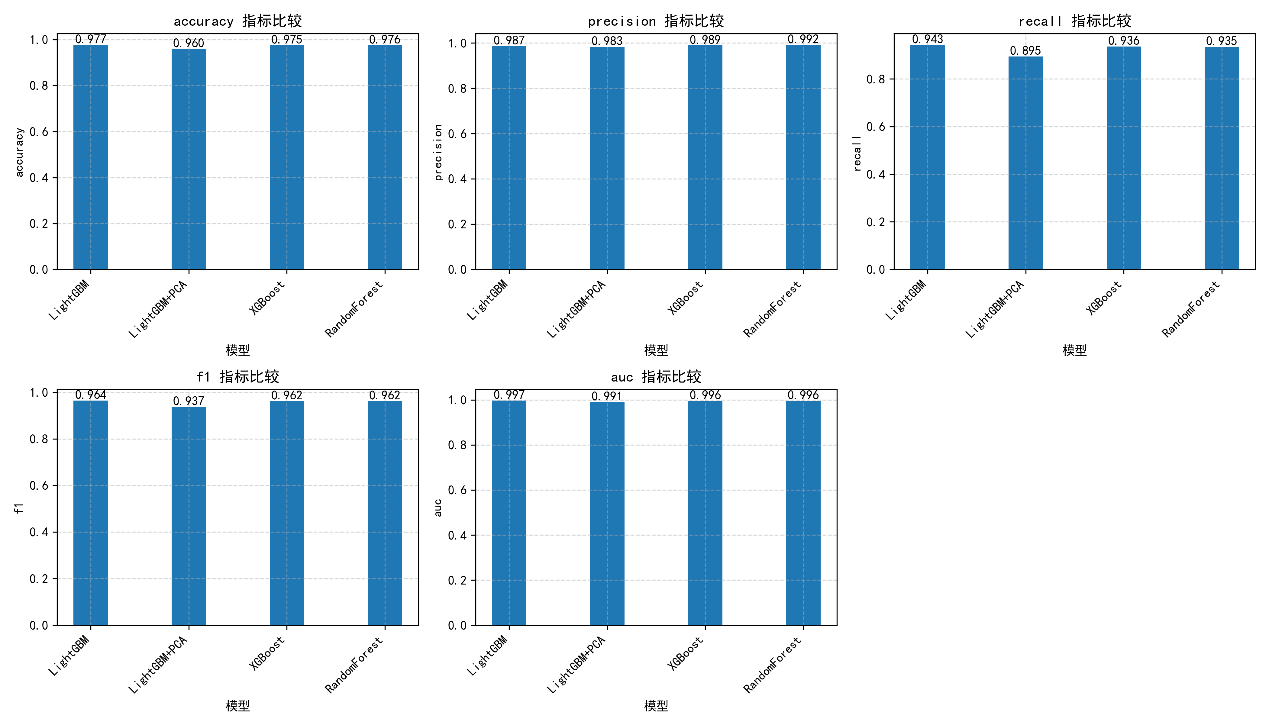 accuracy 指标比较
accuracy
1.0
0.8
0.6
0.4
0.2
0.0
0.977
0.960
0.975
0.976
LightGBM
LightGBM+PCA
XGBoost
RandomForest
模型
precision 指标比较
precision
1.0
0.8
0.6
0.4
0.2
0.0
0.987
0.983
0.989
0.992
LightGBM
LightGBM+PCA
XGBoost
RandomForest
模型
recall 指标比较
recall
0.8
0.6
0.4
0.2
0.0
0.943
0.895
0.936
0.935
LightGBM
LightGBM+PCA
XGBoost
RandomForest
模型
f1 指标比较
f1
1.0
0.8
0.6
0.4
0.2
0.0
0.964
0.937
0.962
0.962
LightGBM
LightGBM+PCA
XGBoost
RandomForest
模型
auc 指标比较
auc
1.0
0.8
0.6
0.4
0.2
0.0
0.997
0.991
0.996
0.996
LightGBM
LightGBM+PCA
XGBoost
RandomForest
模型